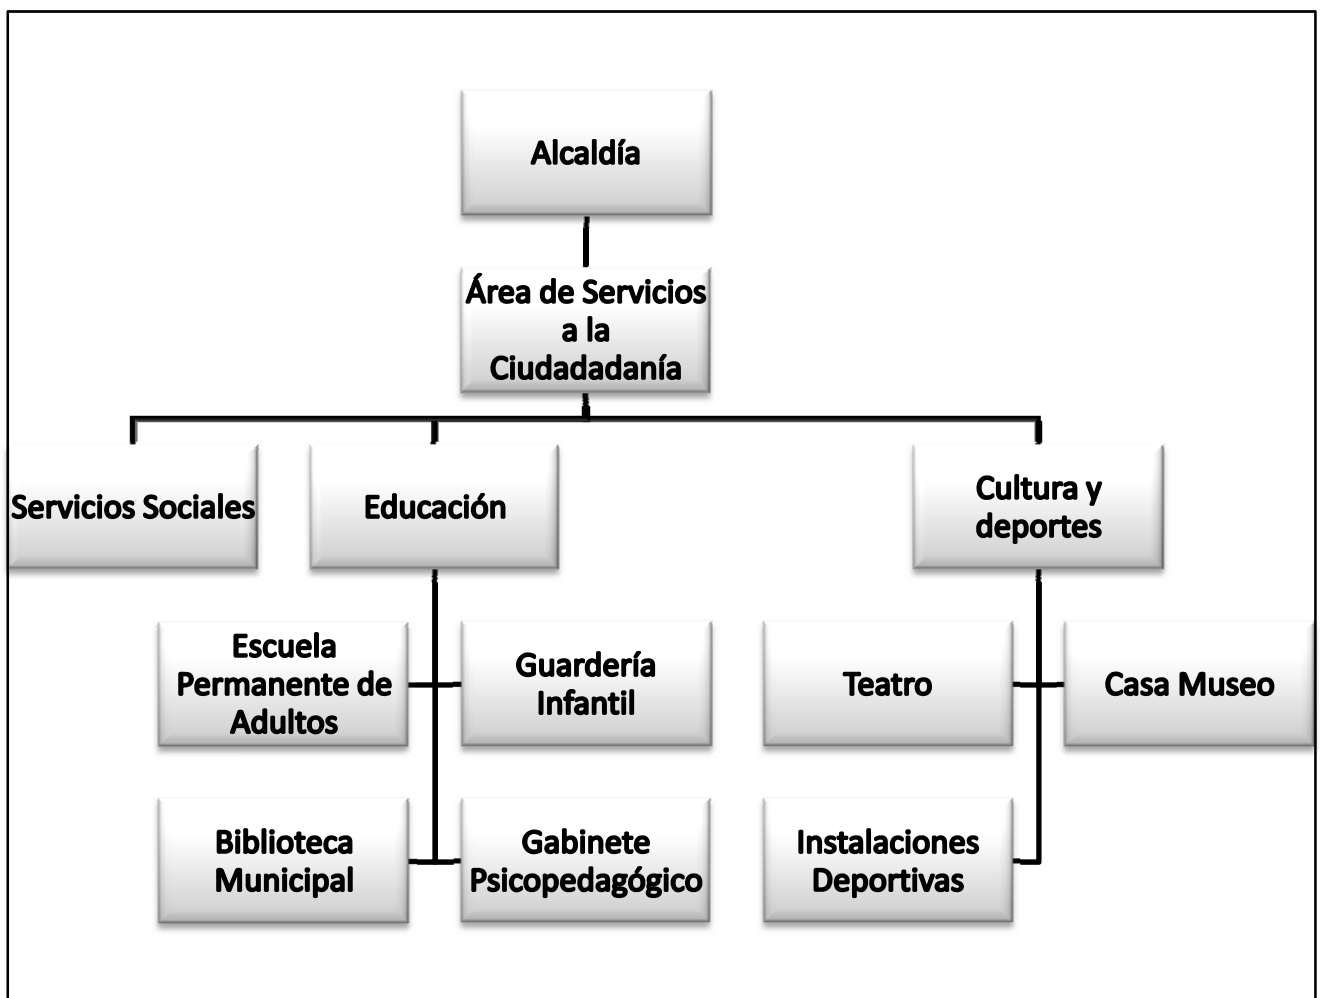 Alcaldía
Área de Servicios
a la
Ciudadadanía
Servicios Sociales
Educación
Cultura y
deportes
Escuela
Permanente de
Adultos
Guardería
Infantil
Teatro
Casa Museo
Biblioteca
Municipal
Gabinete
Psicopedagógico
Instalaciones
Deportivas